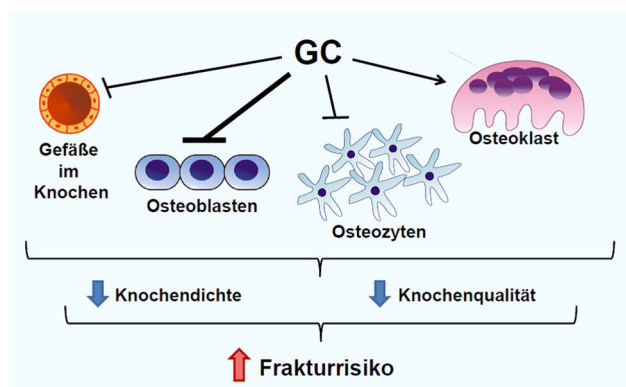 GC
Gefäße
im
Knochen
Osteoblasten
Osteozyten
Osteoklast
Knochendichte
Knochenqualität
Frakturrisiko